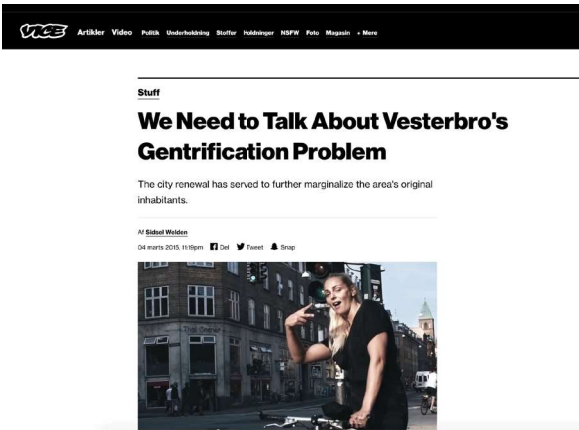 VICE Artikler Video Politik Underholdning Stoffer Holdninger NSFW Foto Magasin + Mere
Stuff
We Need to Talk About Vesterbro's
Gentrification Problem
The city renewal has served to further marginalize the area's original
inhabitants.
Af Sidsel Welden
04 marts 2015, 11:19pm Del Tweet Snap